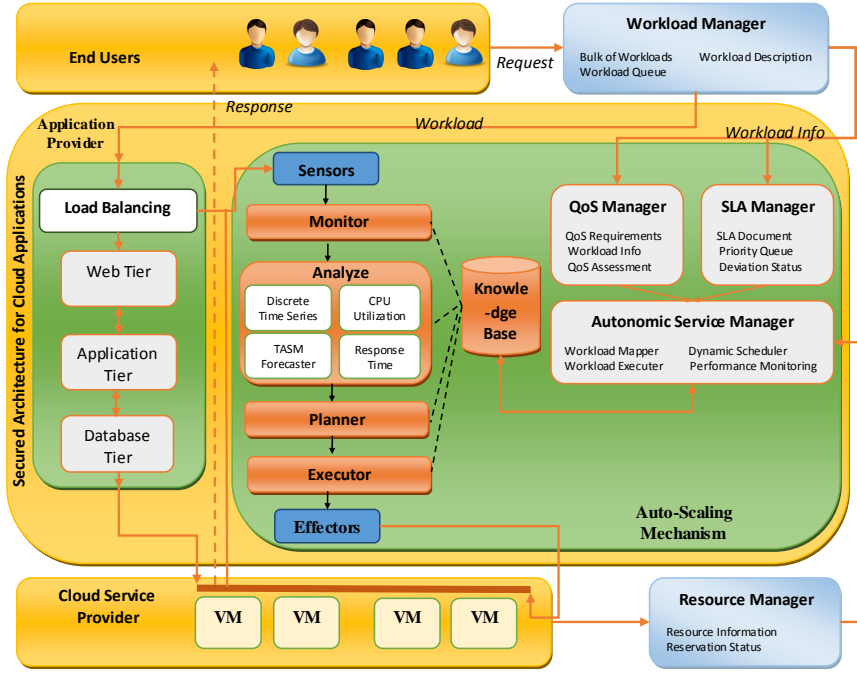 End Users
Request
Workload Manager
Bulk of Workloads
Workload Queue
Workload Description
Response
Workload
Workload Info
Secured Architecture for Cloud Applications
Application
Provider
Load Balancing
Web Tier
Application
Tier
Database
Tier
Sensors
Monitor
Analyze
Discrete
Time Series
CPU
Utilization
TASM
Forecaster
Response
Time
Planner
Executor
Effectors
Knowle
-dge
Base
QoS Manager
QoS Requirements
Workload Info
QoS Assessment
SLA Manager
SLA Document
Priority Queue
Deviation Status
Autonomic Service Manager
Workload Mapper
Workload Executer
Dynamic Scheduler
Performance Monitoring
Auto-Scaling
Mechanism
Cloud Service
Provider
VM
VM
VM
VM
Resource Manager
Resource Information
Reservation Status